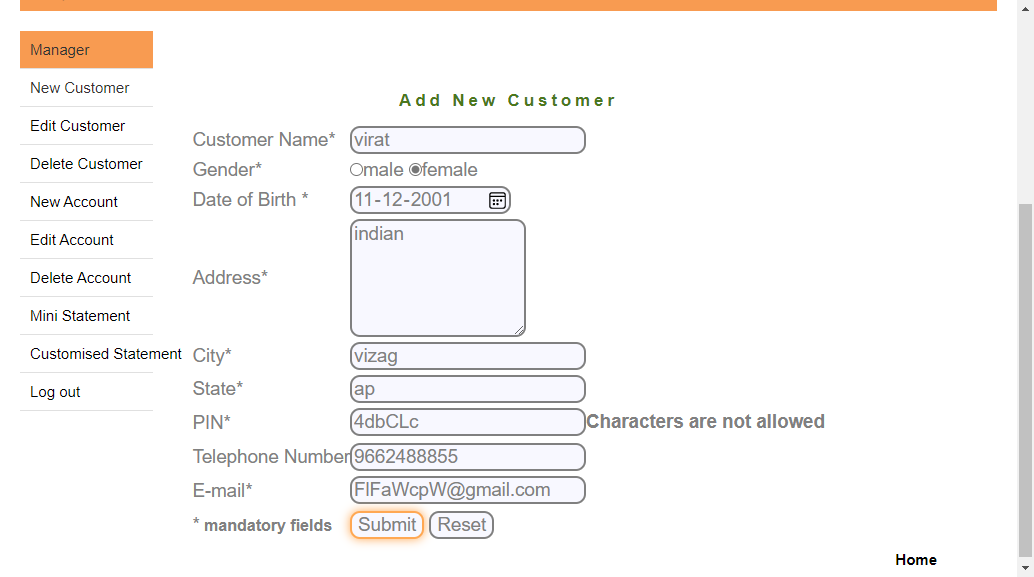 Manager
New Customer
Edit Customer
Delete Customer
New Account
Edit Account
Delete Account
Mini Statement
Customised Statement
Log out
Add New Customer
Customer Name* virat
Gender* male female
Date of Birth * 11-12-2001
Address* indian
City* vizag
State* ap
PIN* 4dbCLc Characters are not allowed
Telephone Number 9662488855
E-mail* FlFaWcpW@gmail.com
* mandatory fields Submit Reset
Home